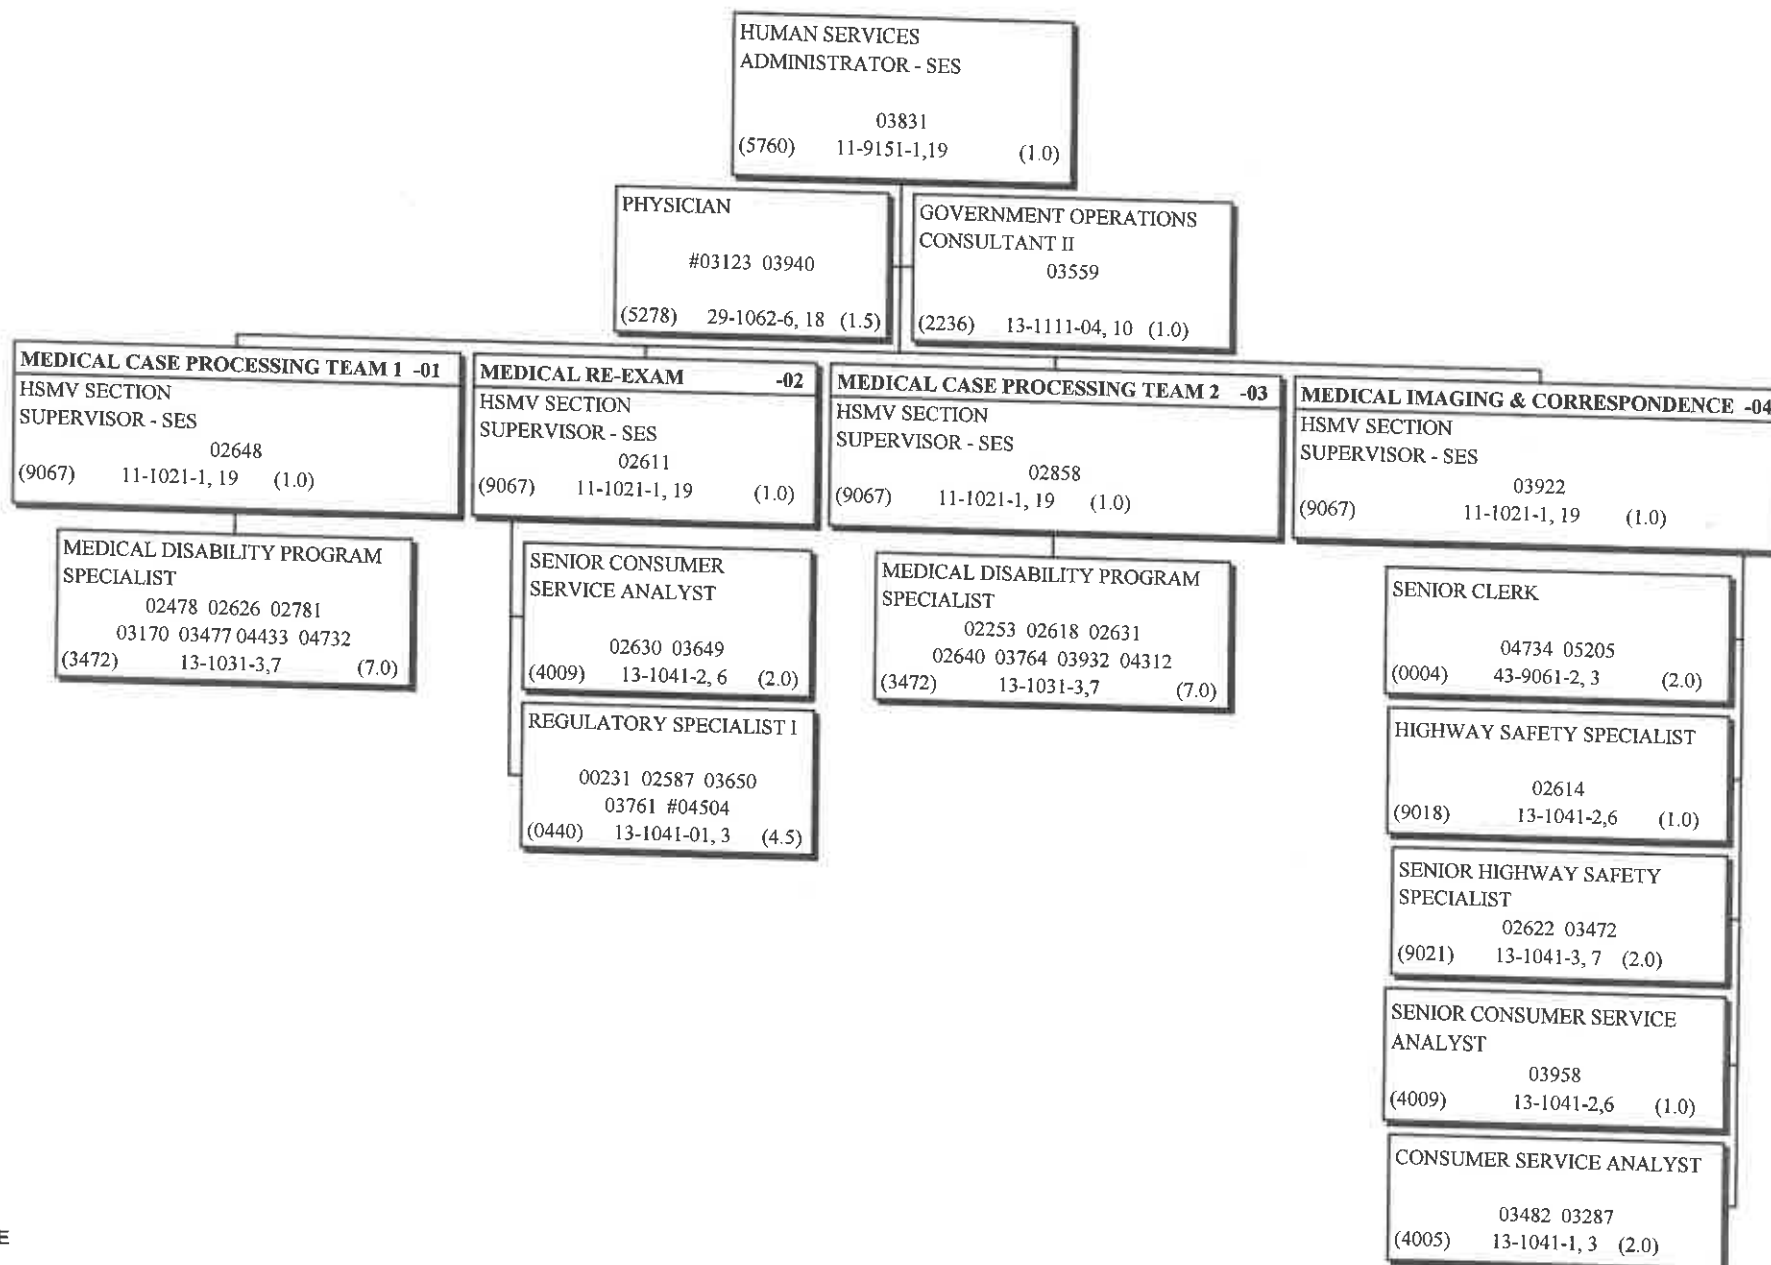 HUMAN SERVICES
ADMINISTRATOR - SES
03831
(5760) 11-9151-1,19 (1.0)
PHYSICIAN
#03123 03940
(5278) 29-1062-6, 18 (1.5)
GOVERNMENT OPERATIONS
CONSULTANT II
03559
(2236) 13-1111-04, 10 (1.0)
MEDICAL CASE PROCESSING TEAM 1 -01
HSMV SECTION
SUPERVISOR - SES
02648
(9067) 11-1021-1, 19 (1.0)
MEDICAL DISABILITY PROGRAM
SPECIALIST
02478 02626 02781
03170 03477 04433 04732
(3472) 13-1031-3,7 (7.0)
MEDICAL RE-EXAM -02
HSMV SECTION
SUPERVISOR - SES
02611
(9067) 11-1021-1, 19 (1.0)
SENIOR CONSUMER
SERVICE ANALYST
02630 03649
(4009) 13-1041-2, 6 (2.0)
REGULATORY SPECIALIST I
00231 02587 03650
03761 #04504
(0440) 13-1041-01, 3 (4.5)
MEDICAL CASE PROCESSING TEAM 2 -03
HSMV SECTION
SUPERVISOR - SES
02858
(9067) 11-1021-1, 19 (1.0)
MEDICAL DISABILITY PROGRAM
SPECIALIST
02253 02618 02631
02640 03764 03932 04312
(3472) 13-1031-3,7 (7.0)
MEDICAL IMAGING & CORRESPONDENCE -04
HSMV SECTION
SUPERVISOR - SES
03922
(9067) 11-1021-1, 19 (1.0)
SENIOR CLERK
04734 05205
(0004) 43-9061-2, 3 (2.0)
HIGHWAY SAFETY SPECIALIST
02614
(9018) 13-1041-2,6 (1.0)
SENIOR HIGHWAY SAFETY
SPECIALIST
02622 03472
(9021) 13-1041-3, 7 (2.0)
SENIOR CONSUMER SERVICE
ANALYST
03958
(4009) 13-1041-2,6 (1.0)
CONSUMER SERVICE ANALYST
03482 03287
(4005) 13-1041-1, 3 (2.0)
E